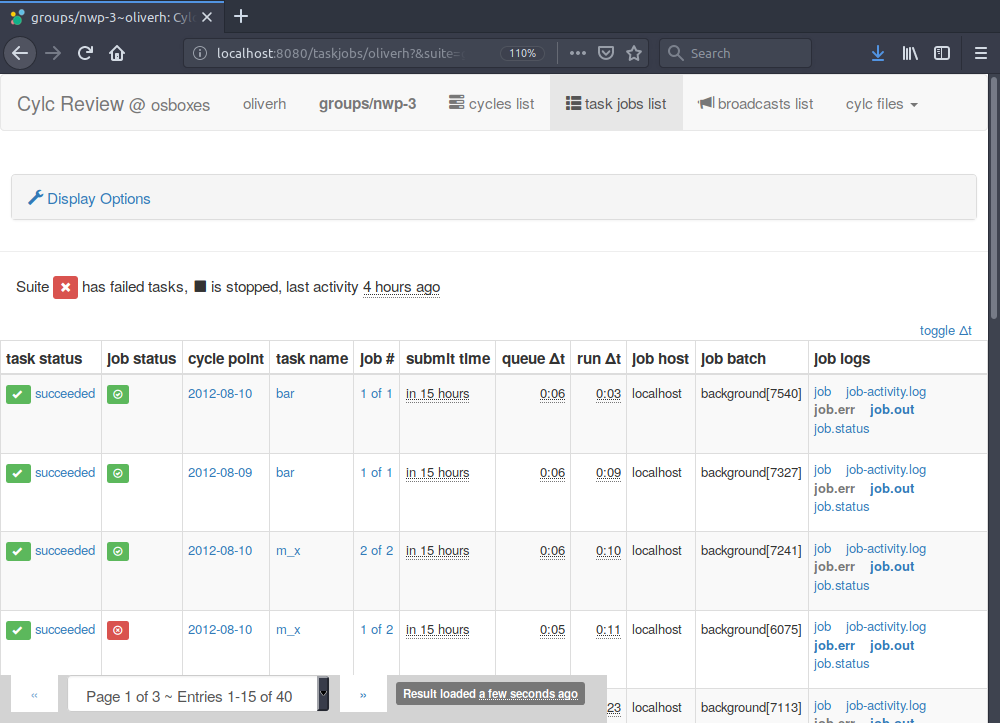 groups/nwp-3~oliverh: Cyl
localhost:8080/taskjobs/oliverh?&suite= 110% Search
Cylc Review @ osboxes oliverh groups/nwp-3 cycles list task jobs list broadcasts list cylc files
Display Options
Suite has failed tasks, is stopped, last activity 4 hours ago
toggle Δt
task status job status cycle point task name job # submit time queue Δt run Δt job host job batch job logs
succeeded 2012-08-10 bar 1 of 1 in 15 hours 0:06 0:03 localhost background[7540] job job-activity.log
job.err job.out
job.status
succeeded 2012-08-09 bar 1 of 1 in 15 hours 0:06 0:09 localhost background[7327] job job-activity.log
job.err job.out
job.status
succeeded 2012-08-10 m_x 2 of 2 in 15 hours 0:06 0:10 localhost background[7241] job job-activity.log
job.err job.out
job.status
succeeded 2012-08-10 m_x 1 of 2 in 15 hours 0:05 0:11 localhost background[6075] job job-activity.log
job.err job.out
job.status
« Page 1 of 3 ~ Entries 1-15 of 40 » Result loaded a few seconds ago
23 localhost background[7113] job job-activity.log
job.err job.out